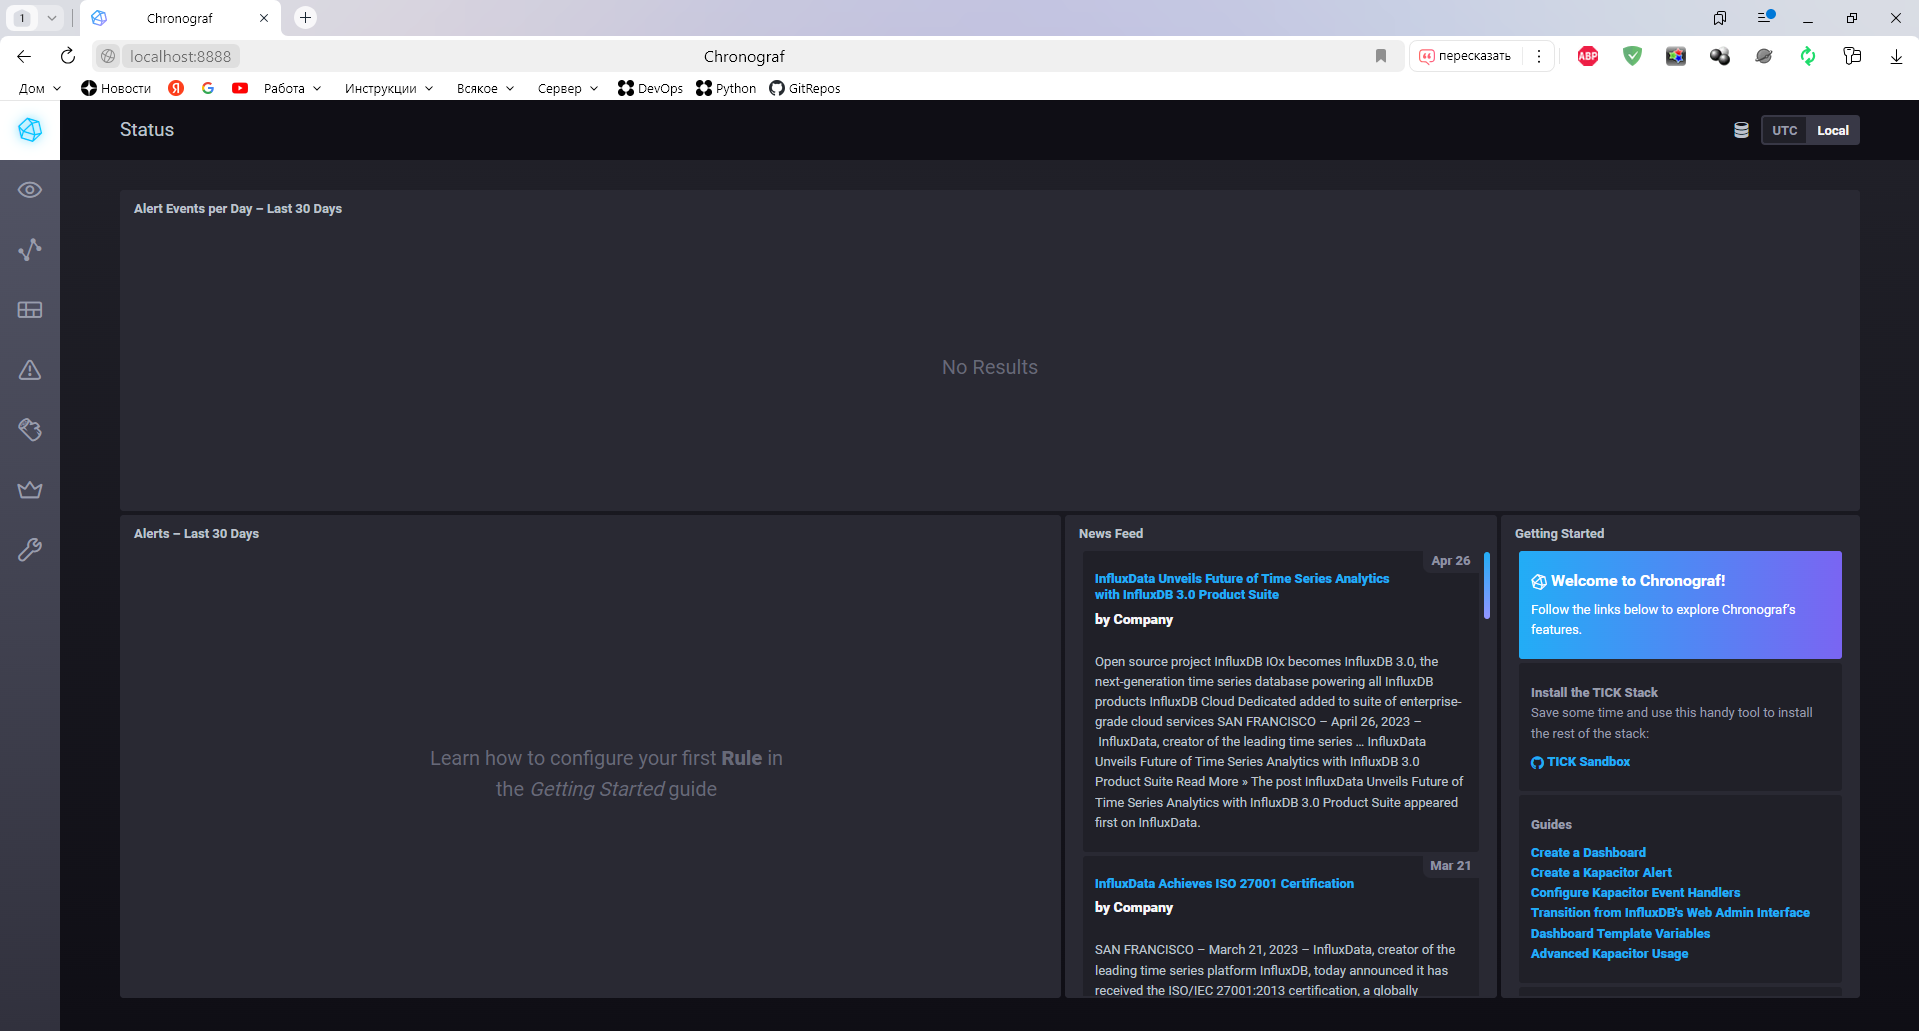 1
Chronograf
localhost:8888
Chronograf
пересказать
ABP
Дом
Новости
Я
G
Работа
Инструкции
Всякое
Сервер
DevOps
Python
GitRepos
Status
UTC
Local
Alert Events per Day – Last 30 Days
No Results
Alerts – Last 30 Days
Learn how to configure your first Rule in
the Getting Started guide
News Feed
Apr 26
InfluxData Unveils Future of Time Series Analytics
with InfluxDB 3.0 Product Suite
by Company
Open source project InfluxDB IOx becomes InfluxDB 3.0, the
next-generation time series database powering all InfluxDB
products InfluxDB Cloud Dedicated added to suite of enterprise-
grade cloud services SAN FRANCISCO – April 26, 2023 –
InfluxData, creator of the leading time series … InfluxData
Unveils Future of Time Series Analytics with InfluxDB 3.0
Product Suite Read More » The post InfluxData Unveils Future of
Time Series Analytics with InfluxDB 3.0 Product Suite appeared
first on InfluxData.
Mar 21
InfluxData Achieves ISO 27001 Certification
by Company
SAN FRANCISCO – March 21, 2023 – InfluxData, creator of the
leading time series platform InfluxDB, today announced it has
received the ISO/IEC 27001:2013 certification, a globally
Getting Started
Welcome to Chronograf!
Follow the links below to explore Chronograf's
features.
Install the TICK Stack
Save some time and use this handy tool to install
the rest of the stack:
TICK Sandbox
Guides
Create a Dashboard
Create a Kapacitor Alert
Configure Kapacitor Event Handlers
Transition from InfluxDB's Web Admin Interface
Dashboard Template Variables
Advanced Kapacitor Usage